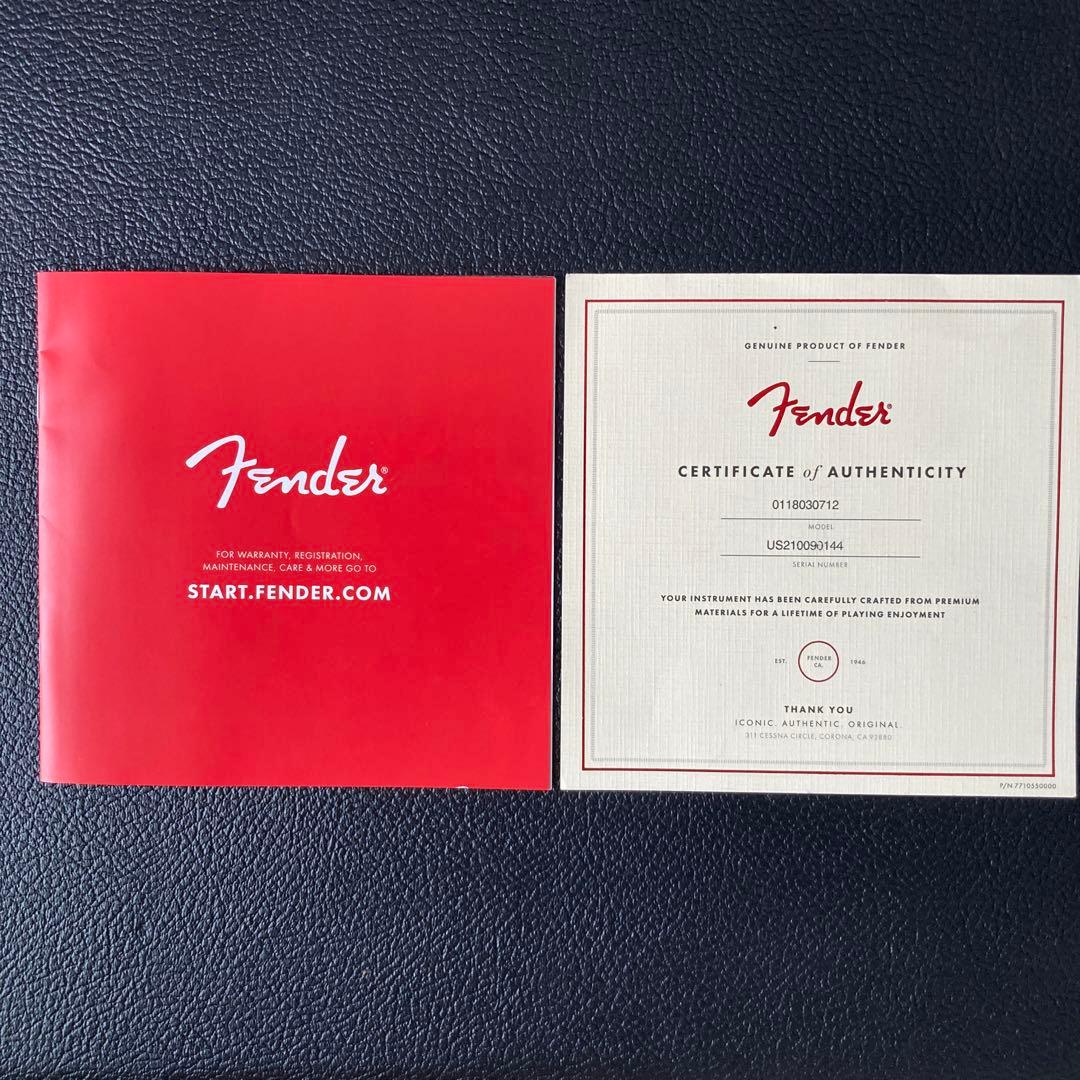 Fender®
FOR WARRANTY, REGISTRATION,
MAINTENANCE, CARE & MORE GO TO
START.FENDER.COM
GENUINE PRODUCT OF FENDER
Fender®
CERTIFICATE of AUTHENTICITY
0118030712
MODEL
US210090144
SERIAL NUMBER
YOUR INSTRUMENT HAS BEEN CAREFULLY CRAFTED FROM PREMIUM
MATERIALS FOR A LIFETIME OF PLAYING ENJOYMENT
EST. FENDER CA. 1946
THANK YOU
ICONIC. AUTHENTIC. ORIGINAL.
311 CESSNA CIRCLE, CORONA, CA 92880
P/N 7710550000